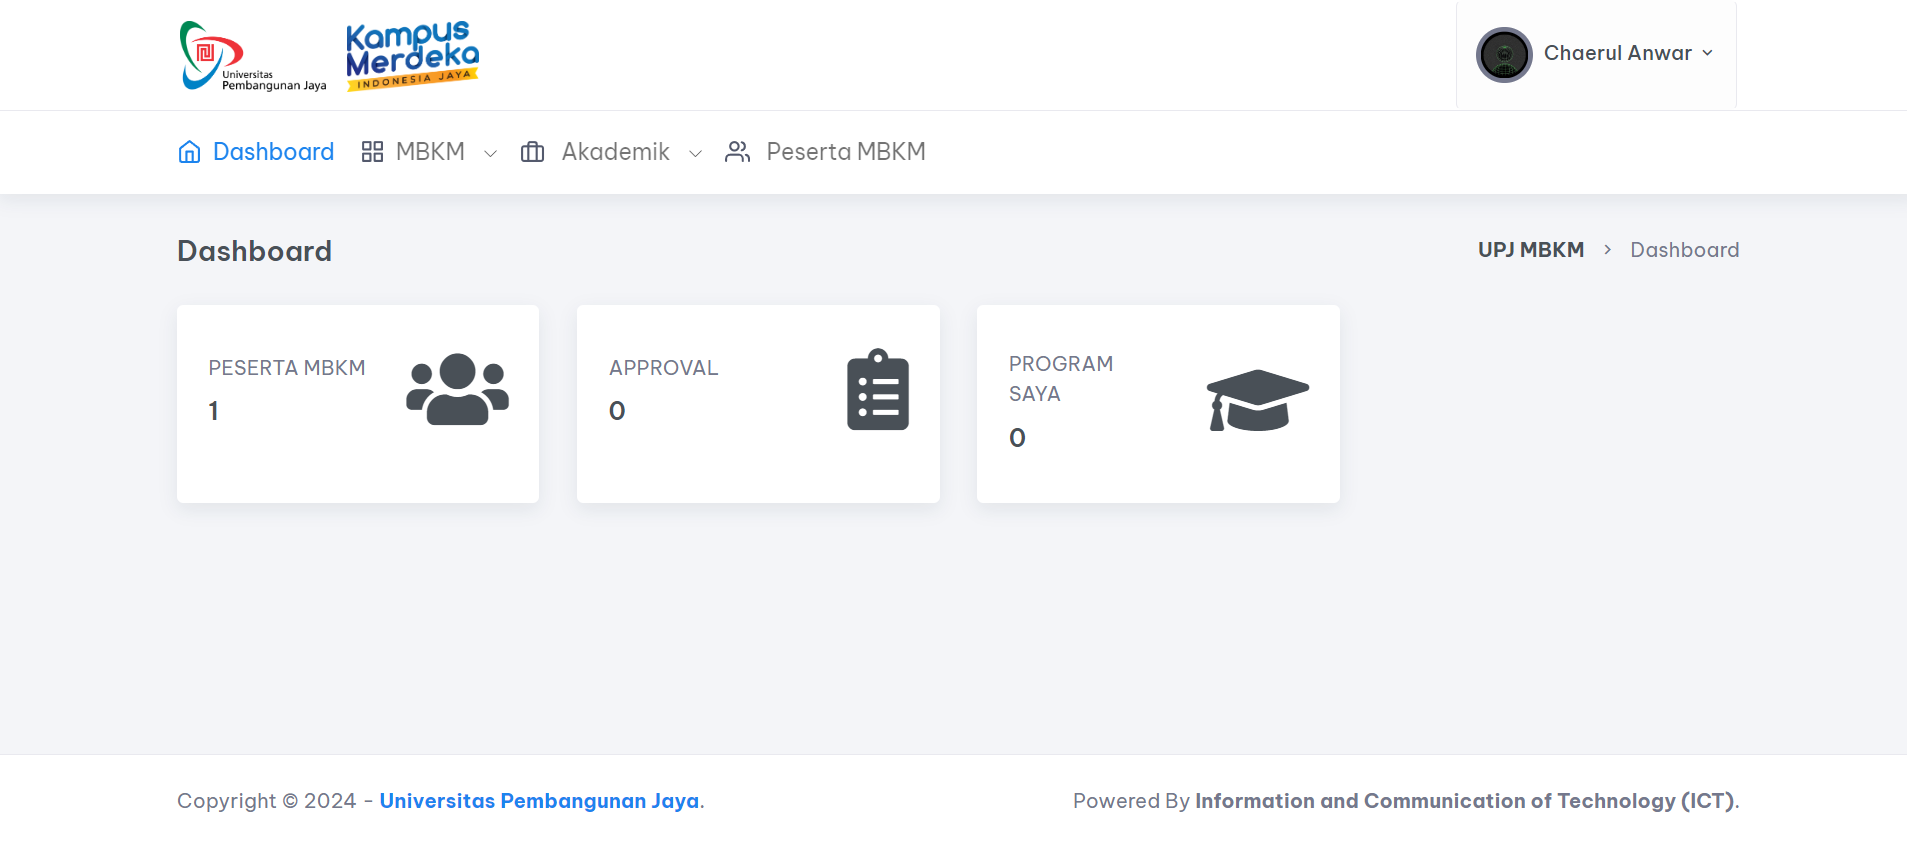 Universitas
Pembangunan Jaya
Kampus
Merdeka
INDONESIA JAYA
Chaerul Anwar
Dashboard MBKM Akademik Peserta MBKM
Dashboard
UPJ MBKM > Dashboard
PESERTA MBKM
1
APPROVAL
0
PROGRAM
SAYA
0
Copyright © 2024 - Universitas Pembangunan Jaya.
Powered By Information and Communication of Technology (ICT).